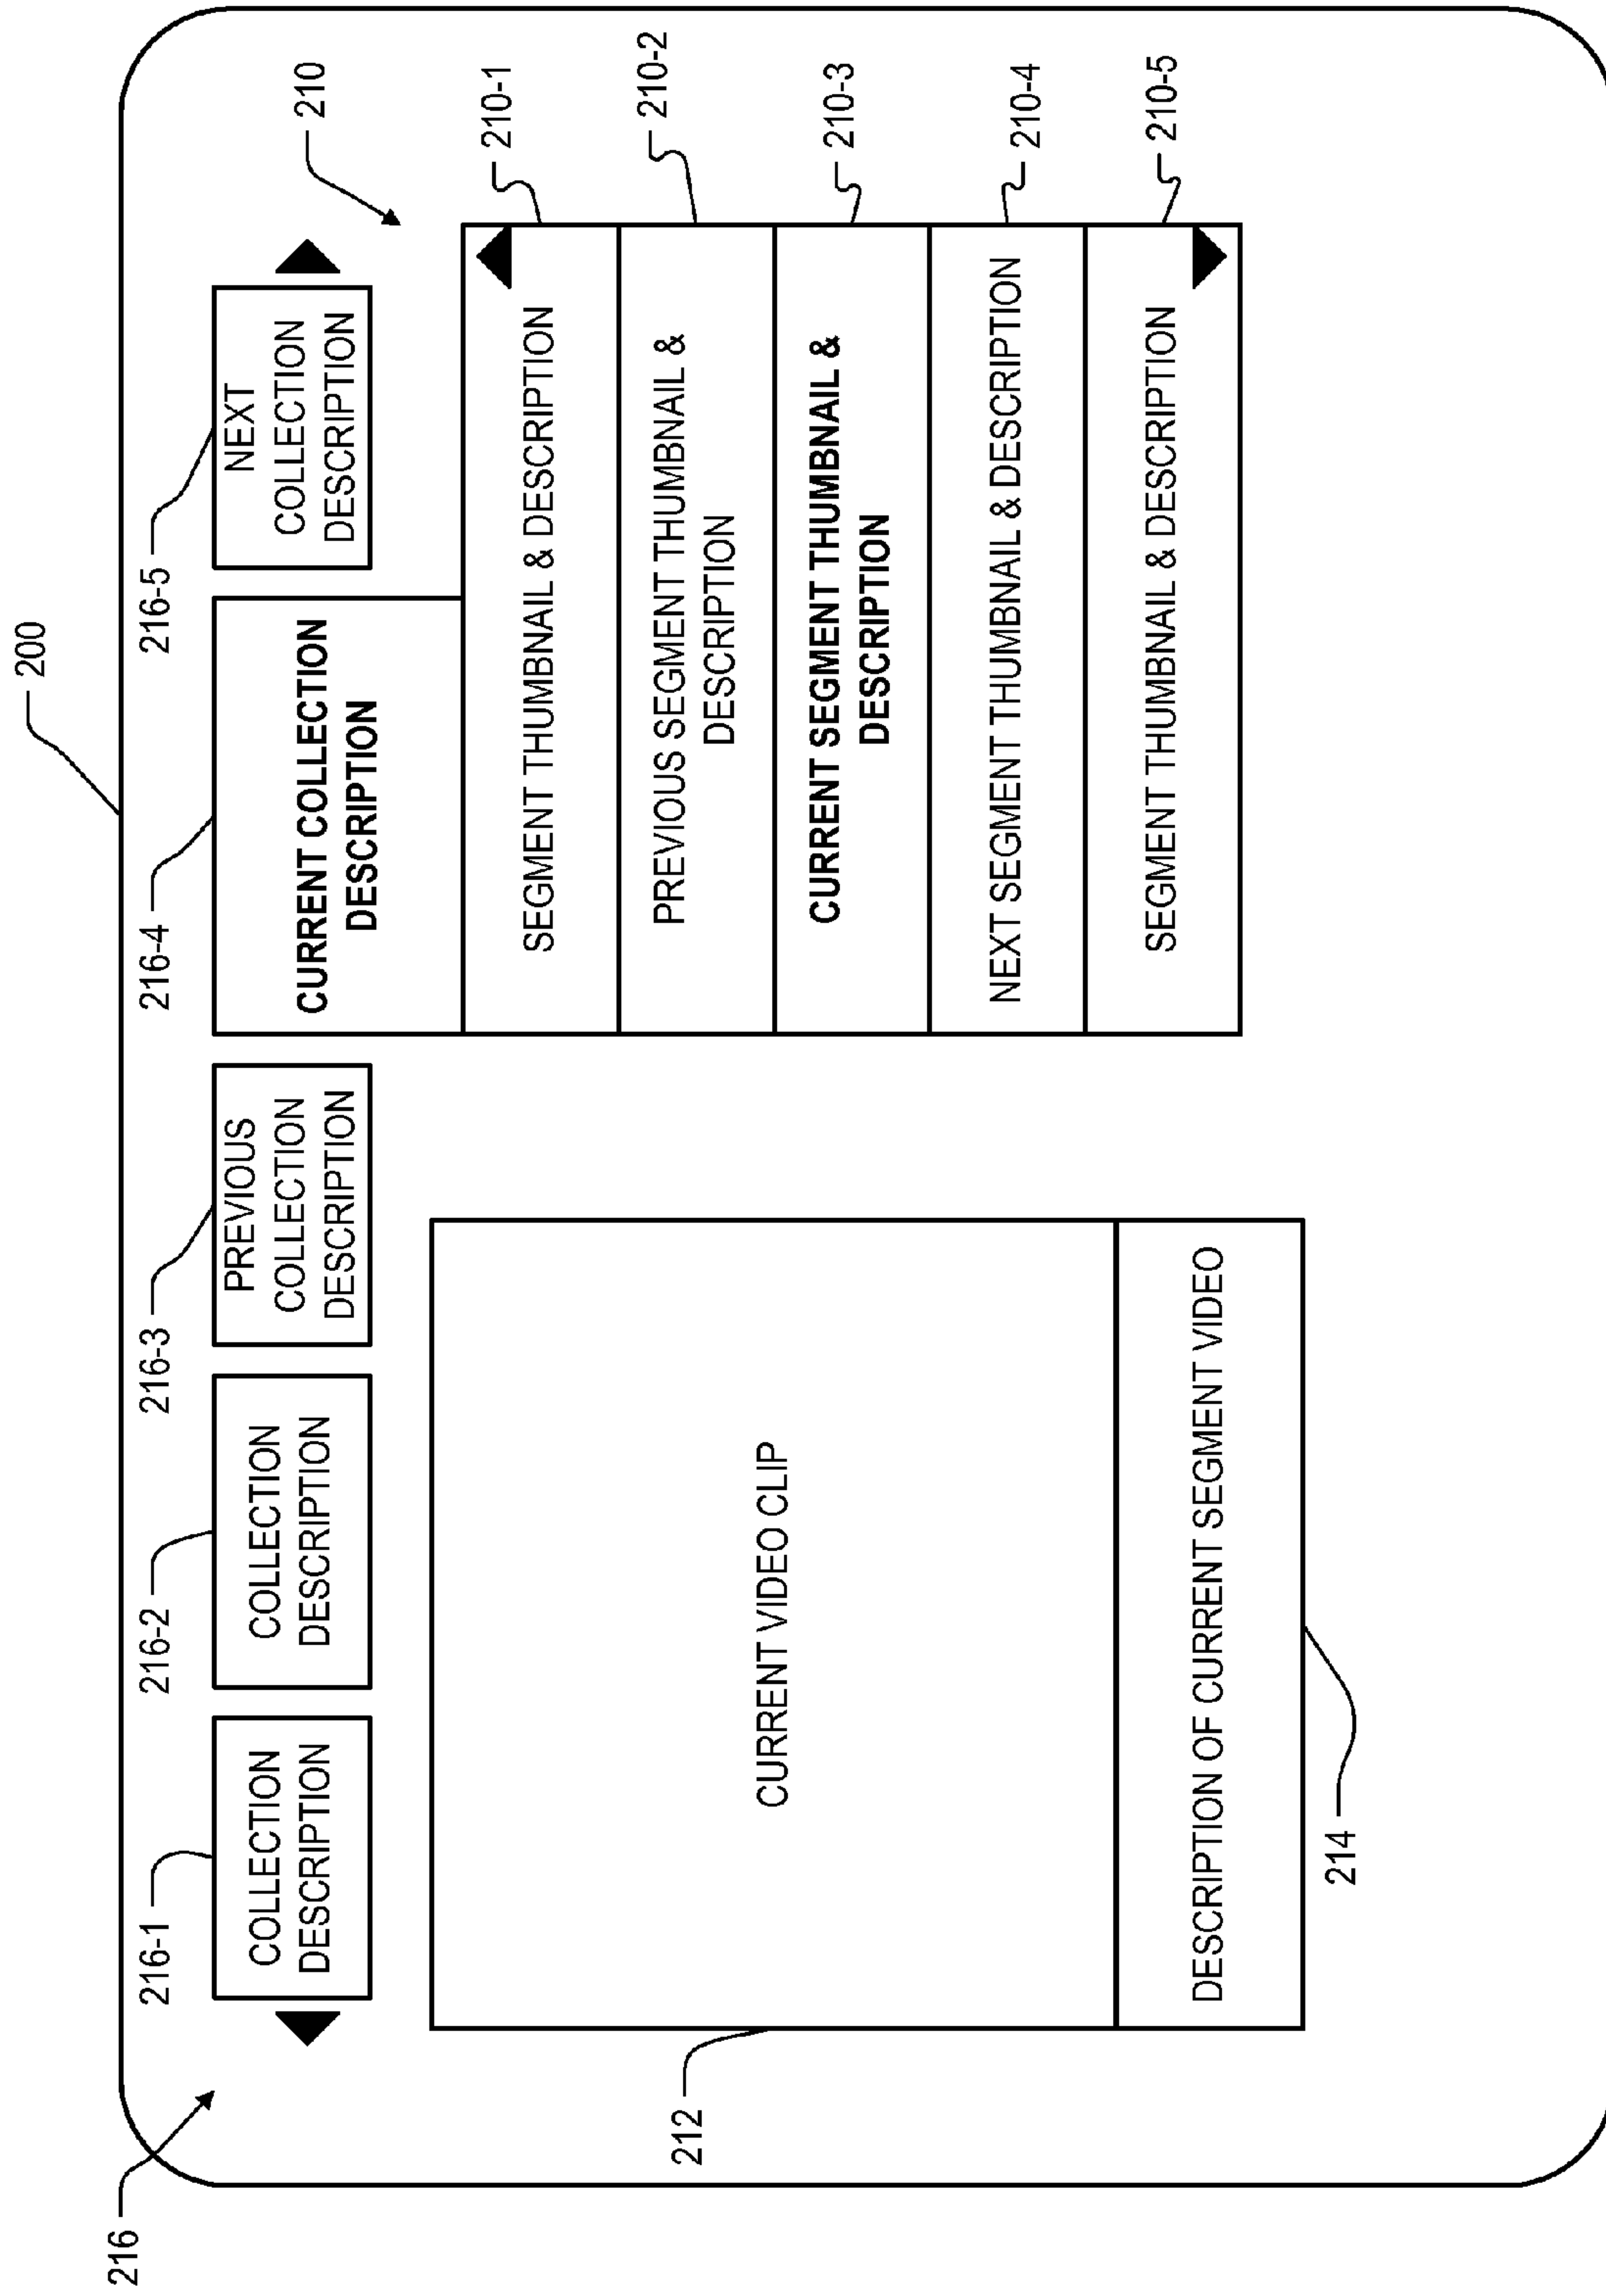 200
216
216-1
216-2
216-3
216-4
216-5
210
COLLECTION
DESCRIPTION
COLLECTION
DESCRIPTION
PREVIOUS
COLLECTION
DESCRIPTION
CURRENT COLLECTION
DESCRIPTION
NEXT
COLLECTION
DESCRIPTION
SEGMENT THUMBNAIL & DESCRIPTION
210-1
PREVIOUS SEGMENT THUMBNAIL &
DESCRIPTION
210-2
CURRENT SEGMENT THUMBNAIL &
DESCRIPTION
210-3
NEXT SEGMENT THUMBNAIL & DESCRIPTION
210-4
SEGMENT THUMBNAIL & DESCRIPTION
210-5
212
CURRENT VIDEO CLIP
DESCRIPTION OF CURRENT SEGMENT VIDEO
214